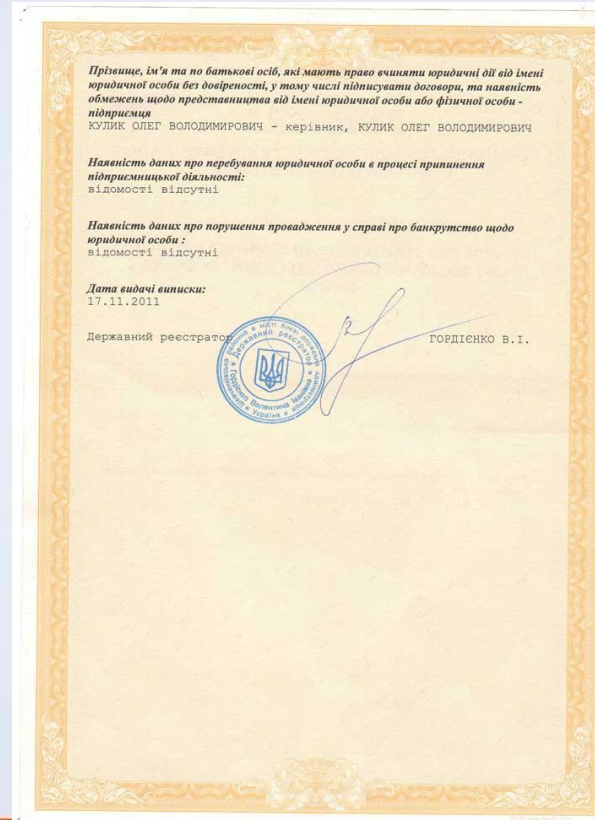 Прізвище, ім'я та по батькові осіб, які мають право вчиняти юридичні дії від імені
юридичної особи без довіреності, у тому числі підписувати договори, та наявність
обмежень щодо представництва від імені юридичної особи або фізичної особи -
підприємця
КУЛИК ОЛЕГ ВОЛОДИМИРОВИЧ - керівник, КУЛИК ОЛЕГ ВОЛОДИМИРОВИЧ
Наявність даних про перебування юридичної особи в процесі припинення
підприємницької діяльності:
відомості відсутні
Наявність даних про порушення провадження у справі про банкрутство щодо
юридичної особи :
відомості відсутні
Дата видачі виписки:
17.11.2011
Державний реєстратор
ГОРДІЄНКО В.І.
Державний реєстратор
Гордієнко Валентина Іванівна
Україна